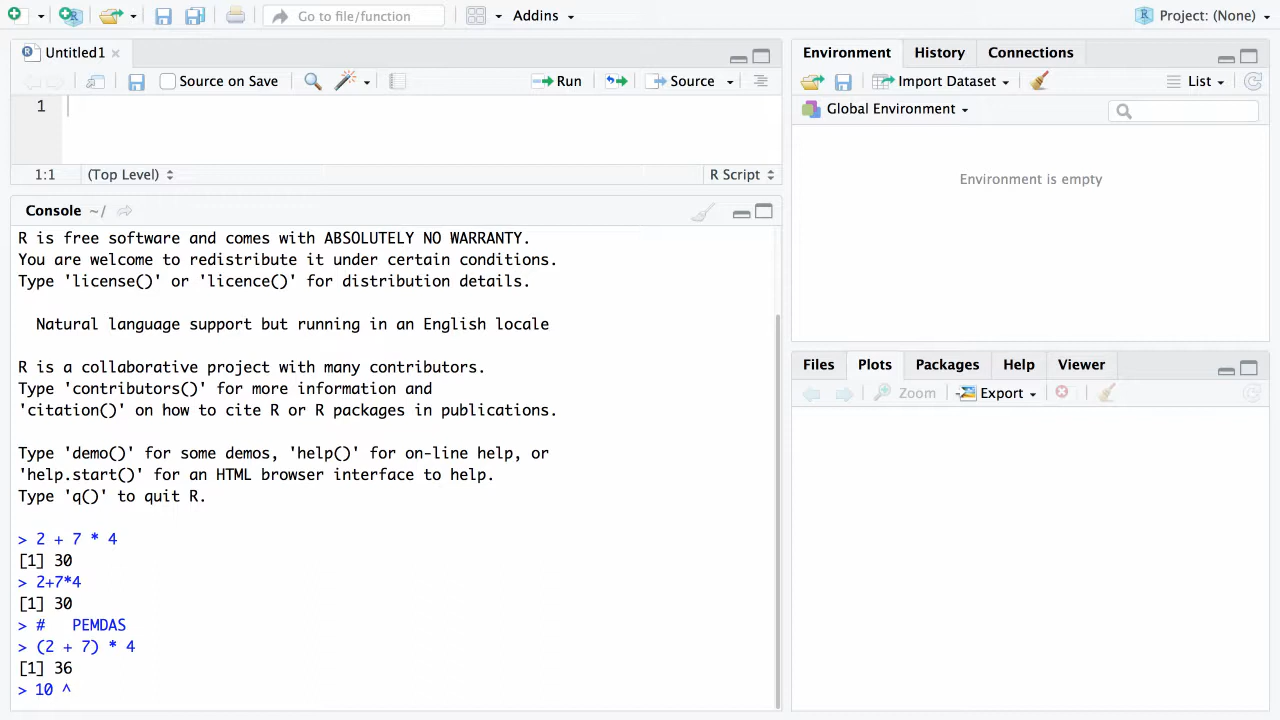 Go to file/function
Addins
Project: (None)
Untitled1
Source on Save
Run
Source
1
1:1
(Top Level)
R Script
Console ~/
R is free software and comes with ABSOLUTELY NO WARRANTY.
You are welcome to redistribute it under certain conditions.
Type 'license()' or 'licence()' for distribution details.
Natural language support but running in an English locale
R is a collaborative project with many contributors.
Type 'contributors()' for more information and
'citation()' on how to cite R or R packages in publications.
Type 'demo()' for some demos, 'help()' for on-line help, or
'help.start()' for an HTML browser interface to help.
Type 'q()' to quit R.
> 2 + 7 * 4
[1] 30
> 2+7*4
[1] 30
> #   PEMDAS
> (2 + 7) * 4
[1] 36
> 10 ^
Environment
History
Connections
Import Dataset
List
Global Environment
Environment is empty
Files
Plots
Packages
Help
Viewer
Zoom
Export